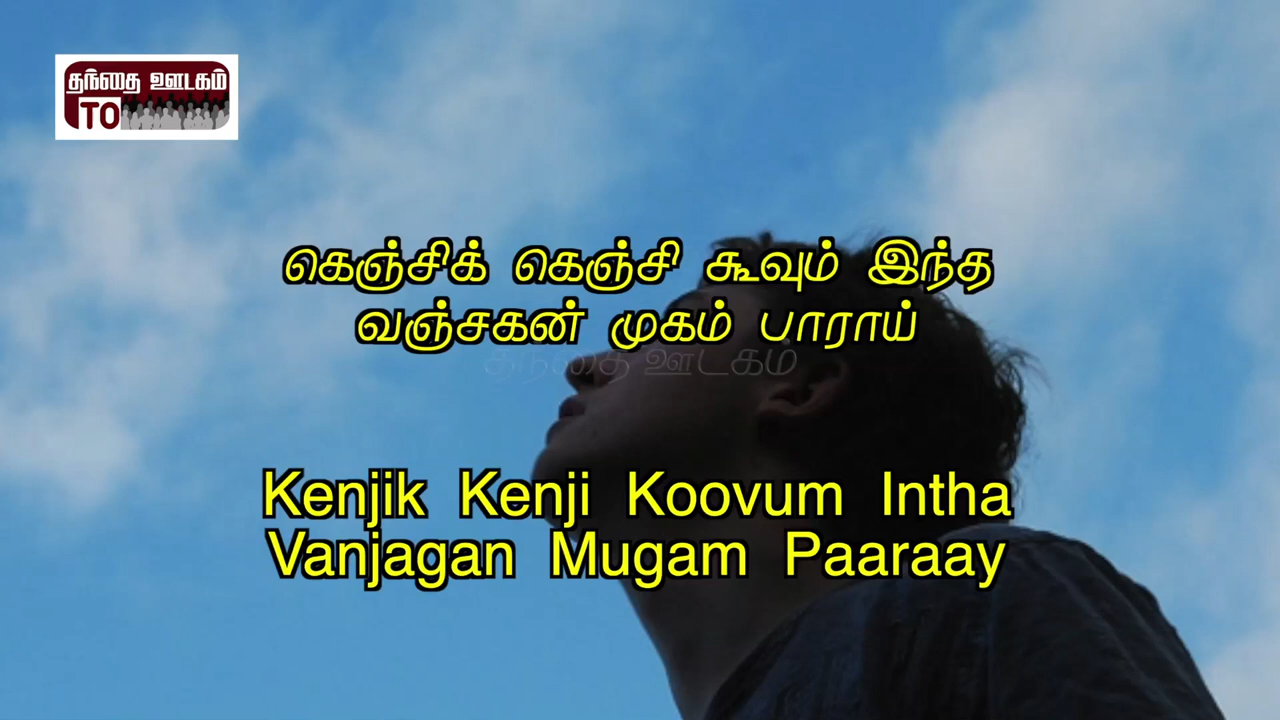 தந்தை ஊடகம்
TO
கெஞ்சிக் கெஞ்சி கூவும் இந்த
வஞ்சகன் முகம் பாராய்
தந்தை ஊடகம்
Kenjik Kenji Koovum Intha
Vanjagan Mugam Paaraay